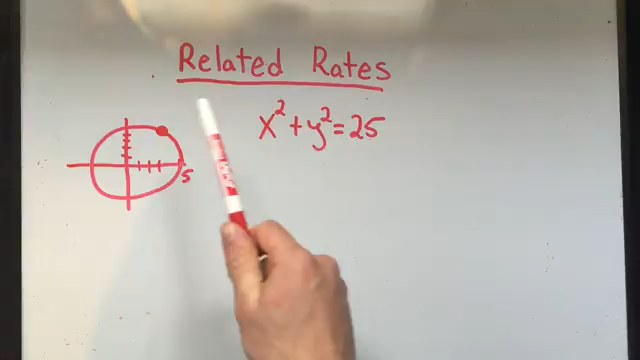 Related Rates
x² + y² = 25
5